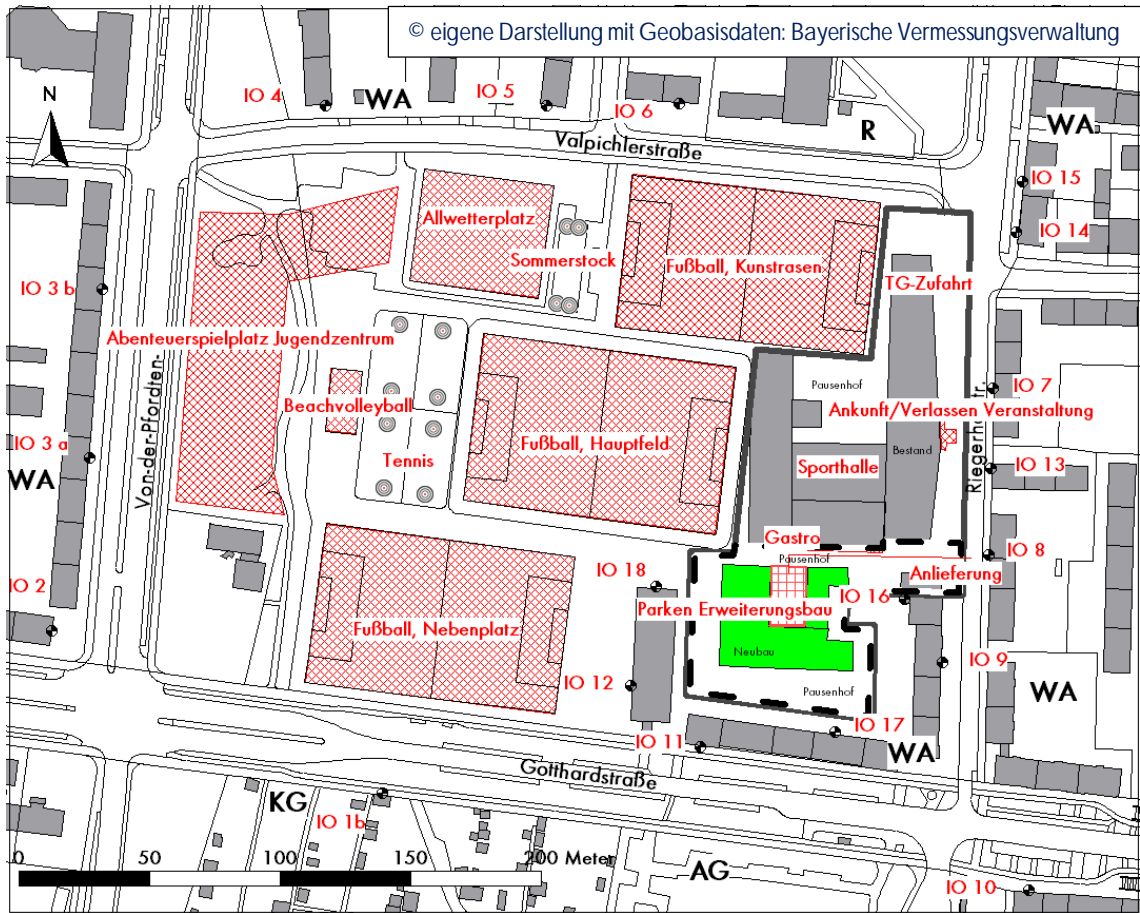 © eigene Darstellung mit Geobasisdaten: Bayerische Vermessungsverwaltung
N
IO 4
WA
IO 5
IO 6
R
WA
Valpichlerstraße
IO 15
IO 14
Allwetterplatz
Sommerstock
Fußball, Kunstrasen
TG-Zufahrt
IO 3 b
Abenteuerspielplatz Jugendzentrum
Von-der-Pfordten-
Beachvolleyball
Pausenhof
IO 7
Ankunft/Verlassen Veranstaltung
IO 3 a
WA
Fußball, Hauptfeld
Tennis
Sporthalle
Bestand
IO 13
Gastro
Pausenhof
IO 8
Anlieferung
IO 2
IO 18
IO 16
Parken Erweiterungsbau
Fußball, Nebenplatz
Neubau
IO 9
IO 12
Pausenhof
WA
IO 17
IO 11
WA
Gotthardstraße
KG
IO 1b
0
50
100
150
200 Meter
AG
IO 10